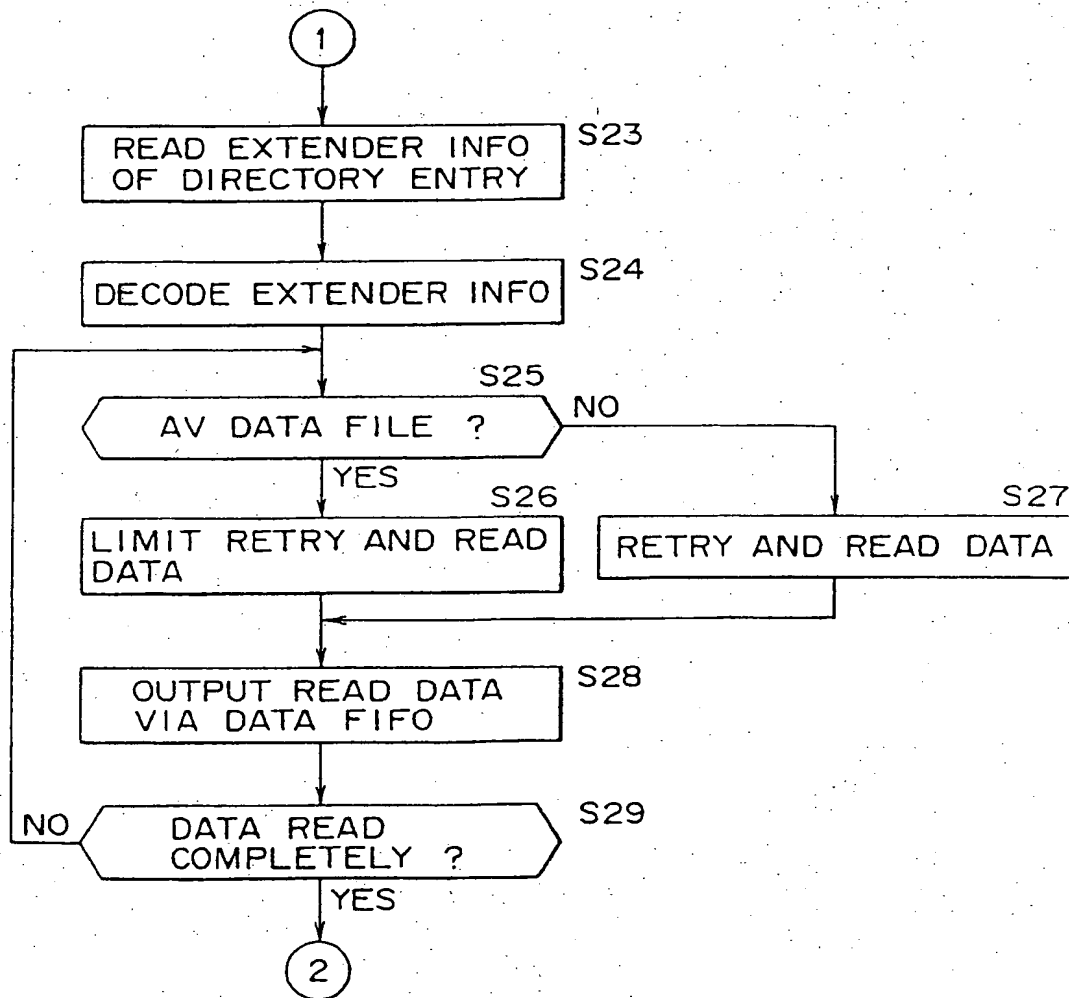 1
READ EXTENDER INFO
OF DIRECTORY ENTRY
S23
DECODE EXTENDER INFO
S24
S25
AV DATA FILE ?
NO
YES
S26
LIMIT RETRY AND READ
DATA
S27
RETRY AND READ DATA
OUTPUT READ DATA
VIA DATA FIFO
S28
DATA READ
COMPLETELY ?
S29
NO
YES
2